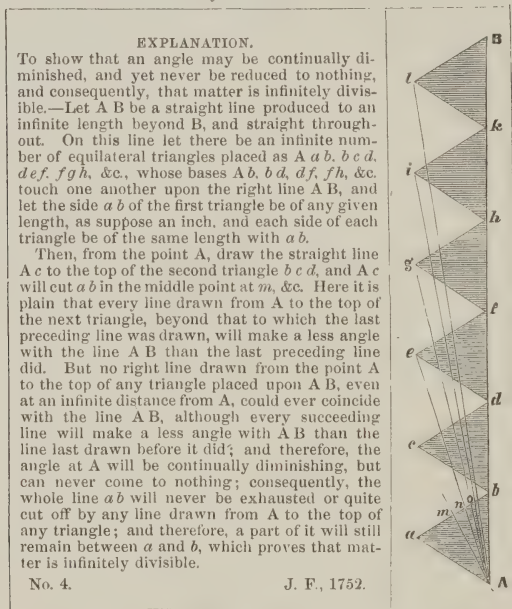 EXPLANATION.
To show that an angle may be continually di-
minished, and yet never be reduced to nothing,
and consequently, that matter is infinitely divis-
ible.—Let A B be a straight line produced to an
infinite length beyond B, and straight through-
out. On this line let there be an infinite num-
ber of equilateral triangles placed as A a b. b c d,
d e f. f g h, &c., whose bases A b. b d, d f, f h, &c.
touch one another upon the right line A B, and
let the side a b of the first triangle be of any given
length, as suppose an inch, and each side of each
triangle be of the same length with a b.
Then, from the point A, draw the straight line
A c to the top of the second triangle b c d, and A c
will cut a b in the middle point at m, &c. Here it is
plain that every line drawn from A to the top of
the next triangle, beyond that to which the last
preceding line was drawn, will make a less angle
with the line A B than the last preceding line
did. But no right line drawn from the point A
to the top of any triangle placed upon A B, even
at an infinite distance from A, could ever coincide
with the line A B, although every succeeding
line will make a less angle with A B than the
line last drawn before it did; and therefore, the
angle at A will be continually diminishing, but
can never come to nothing; consequently, the
whole line a b will never be exhausted or quite
cut off by any line drawn from A to the top of
any triangle; and therefore, a part of it will still
remain between a and b, which proves that mat-
ter is infinitely divisible.
No. 4. J. F., 1752.
B
l
k
i
h
g
f
e
d
c
b
o
n
m
a
A